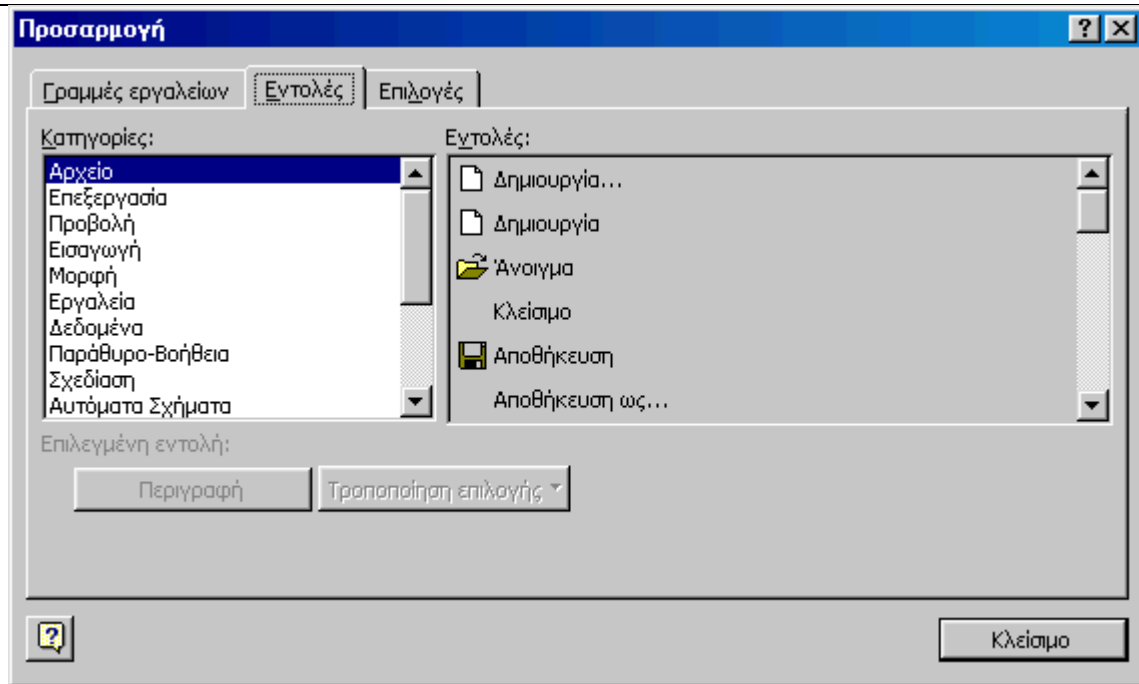 Προσαρμογή
Γραμμές εργαλείων Εντολές Επιλογές
Κατηγορίες:
Αρχείο
Επεξεργασία
Προβολή
Εισαγωγή
Μορφή
Εργαλεία
Δεδομένα
Παράθυρο-Βοήθεια
Σχεδίαση
Αυτόματα Σχήματα
Εντολές:
Δημιουργία...
Δημιουργία
Άνοιγμα
Κλείσιμο
Αποθήκευση
Αποθήκευση ως...
Επιλεγμένη εντολή:
Περιγραφή
Τροποποίηση επιλογής
Κλείσιμο